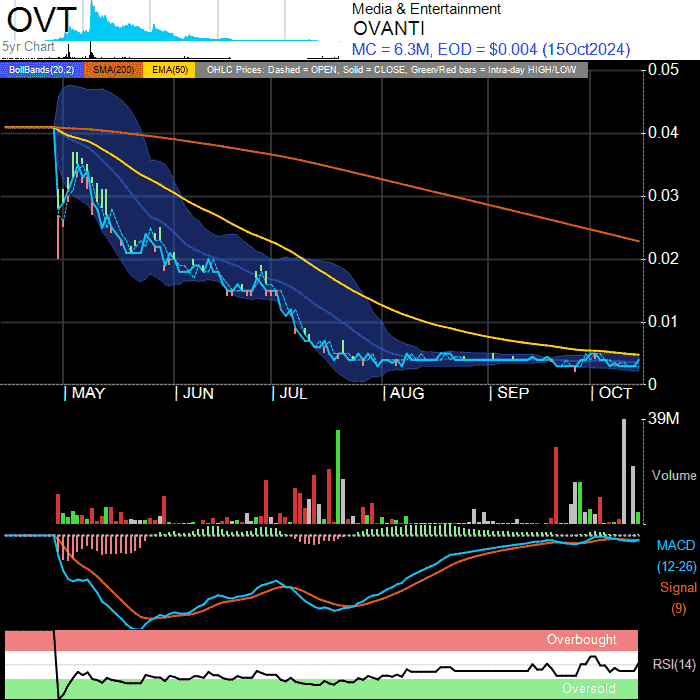 OVT
5yr Chart
Media & Entertainment
OVANTI
MC = 6.3M, EOD = $0.004 (15Oct2024)
BollBands(20,2) SMA(200) EMA(50) OHLC Prices: Dashed = OPEN, Solid = CLOSE, Green/Red bars = Intra-day HIGH/LOW
0.05
0.04
0.03
0.02
0.01
0
| MAY | JUN | JUL | AUG | SEP | OCT
39M
Volume
MACD
(12-26)
Signal
(9)
Overbought
RSI(14)
Oversold